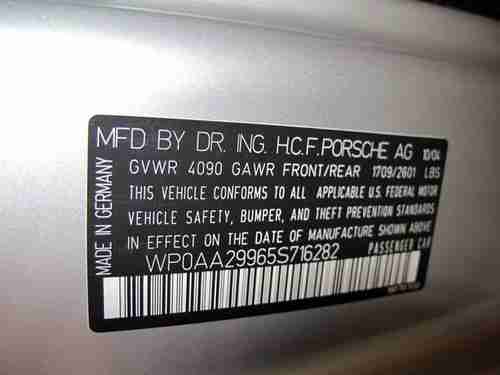 MFD BY DR. ING. H.C.F. PORSCHE AG 10/04
GVWR 4090 GAWR FRONT/REAR 1709/2601 LBS
THIS VEHICLE CONFORMS TO ALL APPLICABLE U.S. FEDERAL MOTOR
VEHICLE SAFETY, BUMPER, AND THEFT PREVENTION STANDARDS
IN EFFECT ON THE DATE OF MANUFACTURE SHOWN ABOVE.
WP0AA29965S716282 PASSENGER CAR
MADE IN GERMANY